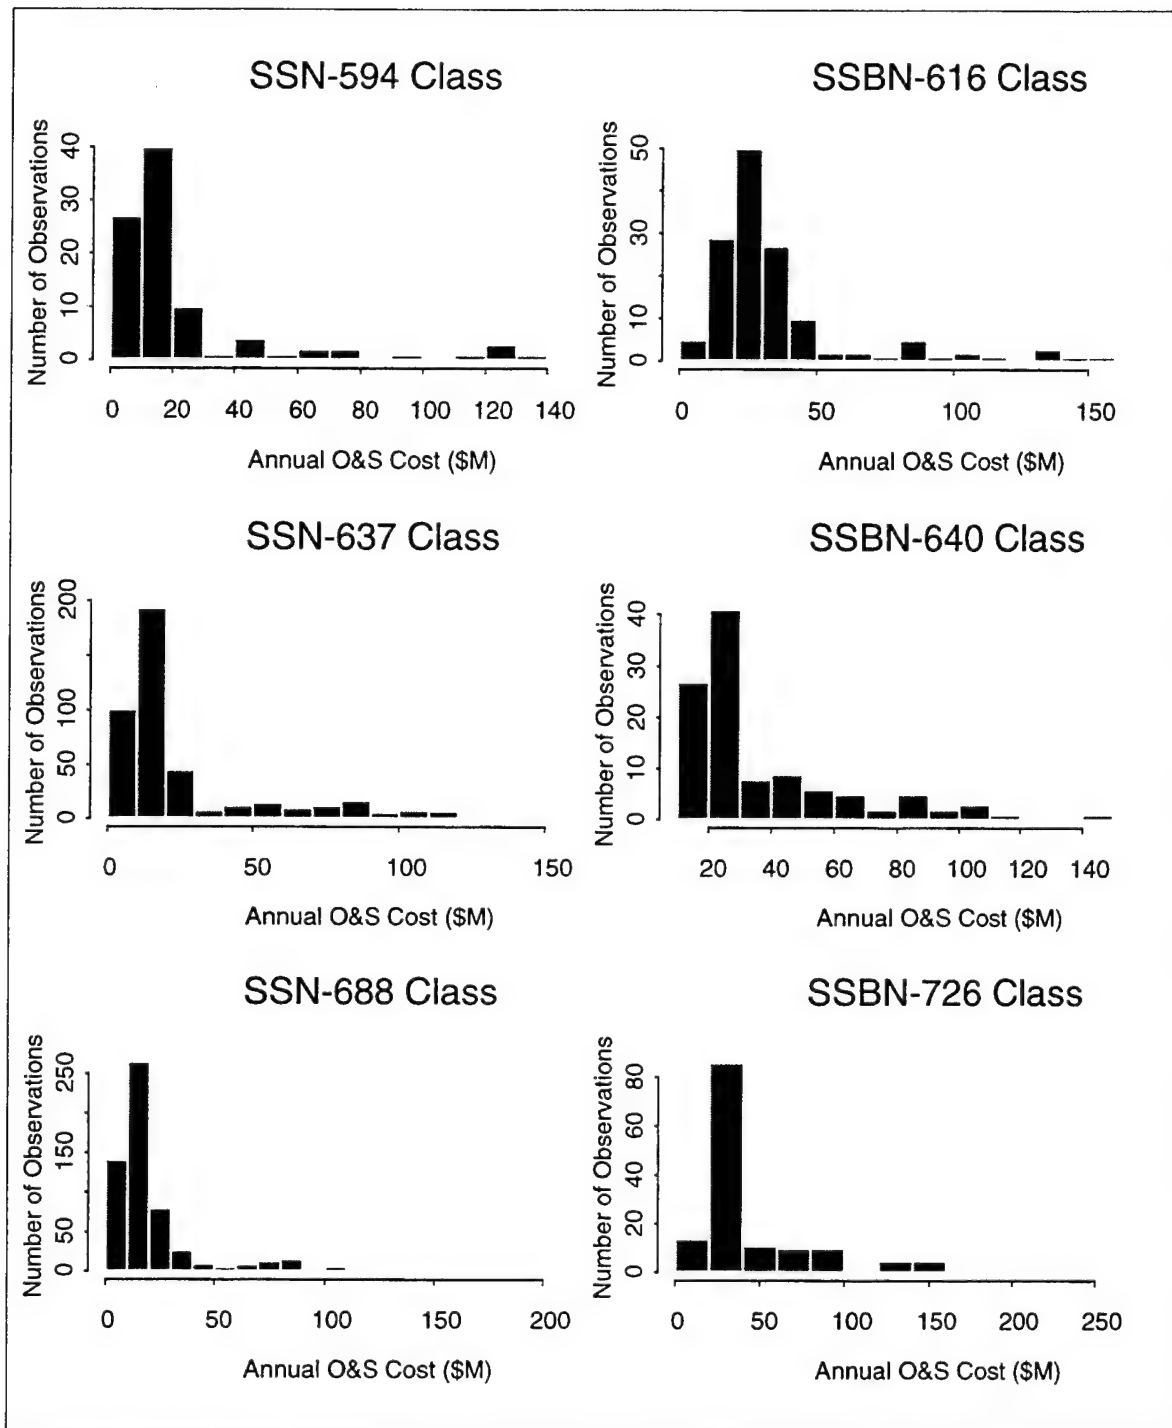 SSN-594 Class
Number of Observations
40
30
20
10
0
0 20 40 60 80 100 120 140
Annual O&S Cost ($M)
SSBN-616 Class
Number of Observations
50
30
10
0
0 50 100 150
Annual O&S Cost ($M)
SSN-637 Class
Number of Observations
200
100
50
0
0 50 100 150
Annual O&S Cost ($M)
SSBN-640 Class
Number of Observations
40
30
20
10
0
20 40 60 80 100 120 140
Annual O&S Cost ($M)
SSN-688 Class
Number of Observations
250
150
50
0
0 50 100 150 200
Annual O&S Cost ($M)
SSBN-726 Class
Number of Observations
80
60
40
20
0
0 50 100 150 200 250
Annual O&S Cost ($M)